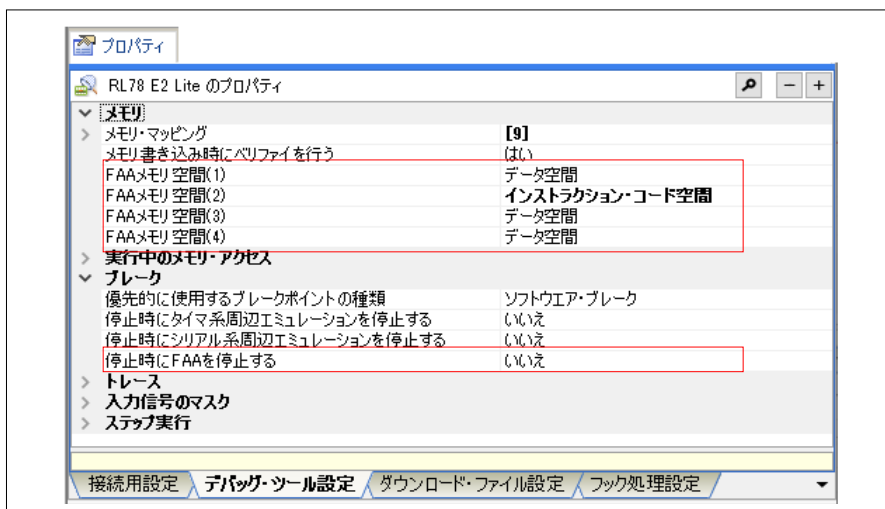 プロパティ
RL78 E2 Lite のプロパティ
メモリ
メモリ・マッピング [9]
メモリ書き込み時にベリファイを行う はい
FAAメモリ空間(1) データ空間
FAAメモリ空間(2) インストラクション・コード空間
FAAメモリ空間(3) データ空間
FAAメモリ空間(4) データ空間
実行中のメモリ・アクセス
ブレーク
優先的に使用するブレークポイントの種類 ソフトウエア・ブレーク
停止時にタイマ系周辺エミュレーションを停止する いいえ
停止時にシリアル系周辺エミュレーションを停止する いいえ
停止時にFAAを停止する いいえ
トレース
入力信号のマスク
ステップ実行
接続用設定 デバッグ・ツール設定 ダウンロード・ファイル設定 フック処理設定